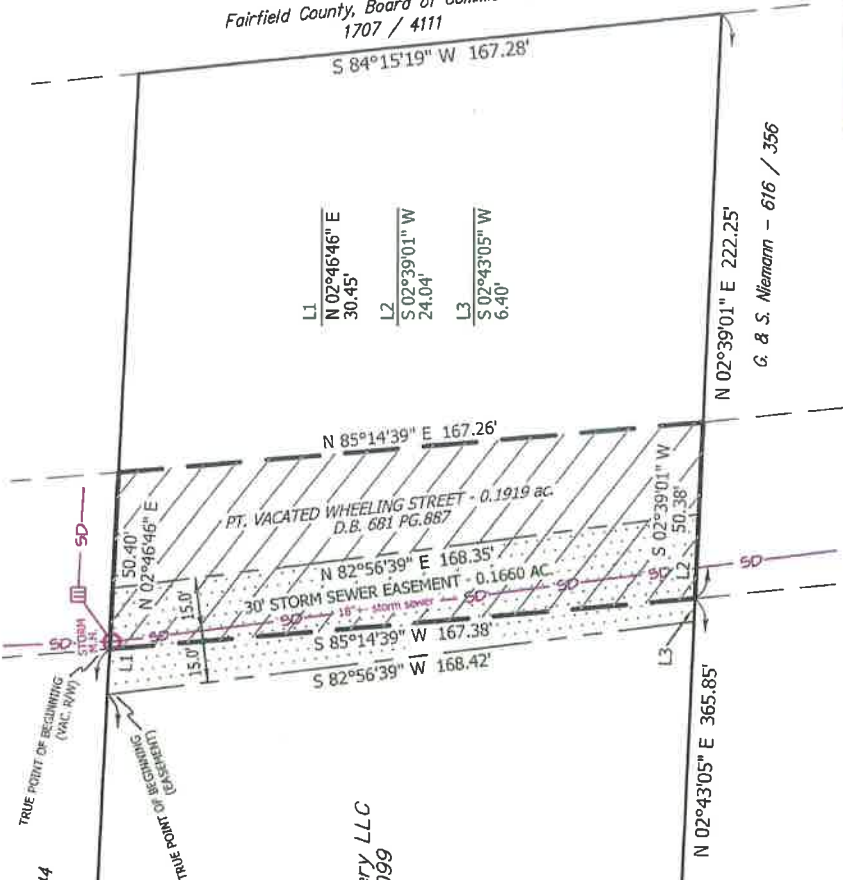 Fairfield County, Board of
1707 / 4111
S 84°15'19" W 167.28'
L1
N 02°46'46" E
30.45'
L2
S 02°39'01" W
24.04'
L3
S 02°43'05" W
6.40'
N 02°39'01" E 222.25'
G. & S. Niemann - 616 / 356
N 85°14'39" E 167.26'
PT. VACATED WHEELING STREET - 0.1919 ac.
D.B. 681 PG.887
50.40'
N 02°46'46" E
S 02°39'01" W
50.38'
N 82°56'39" E 168.35'
30' STORM SEWER EASEMENT - 0.1660 AC.
18"+- storm sewer
15.0'
15.0'
SD
SD
SD
SD
SD
SD
SD
SD
STORM
M.H.
L1
L2
L3
S 85°14'39" W 167.38'
S 82°56'39" W 168.42'
TRUE POINT OF BEGINNING
(VAC. R/W)
TRUE POINT OF BEGINNING
(EASEMENT)
N 02°43'05" E 365.85'
LLC